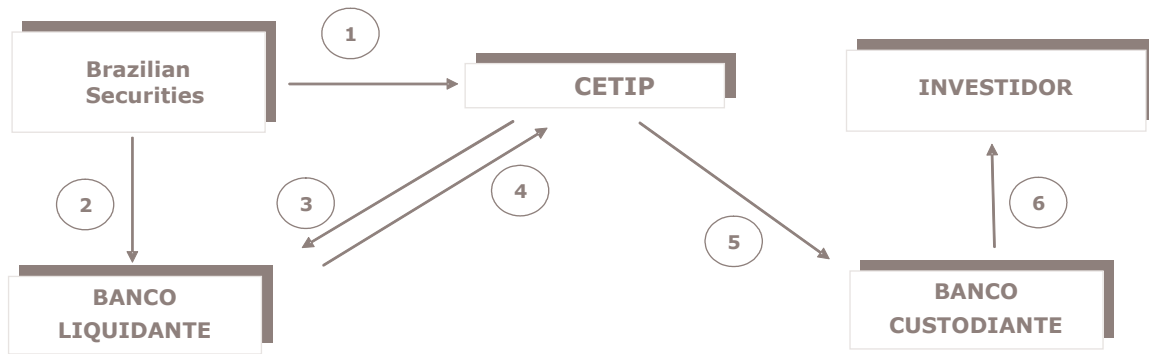 1
Brazilian
Securities
CETIP
INVESTIDOR
2
3
4
5
6
BANCO
LIQUIDANTE
BANCO
CUSTODIANTE